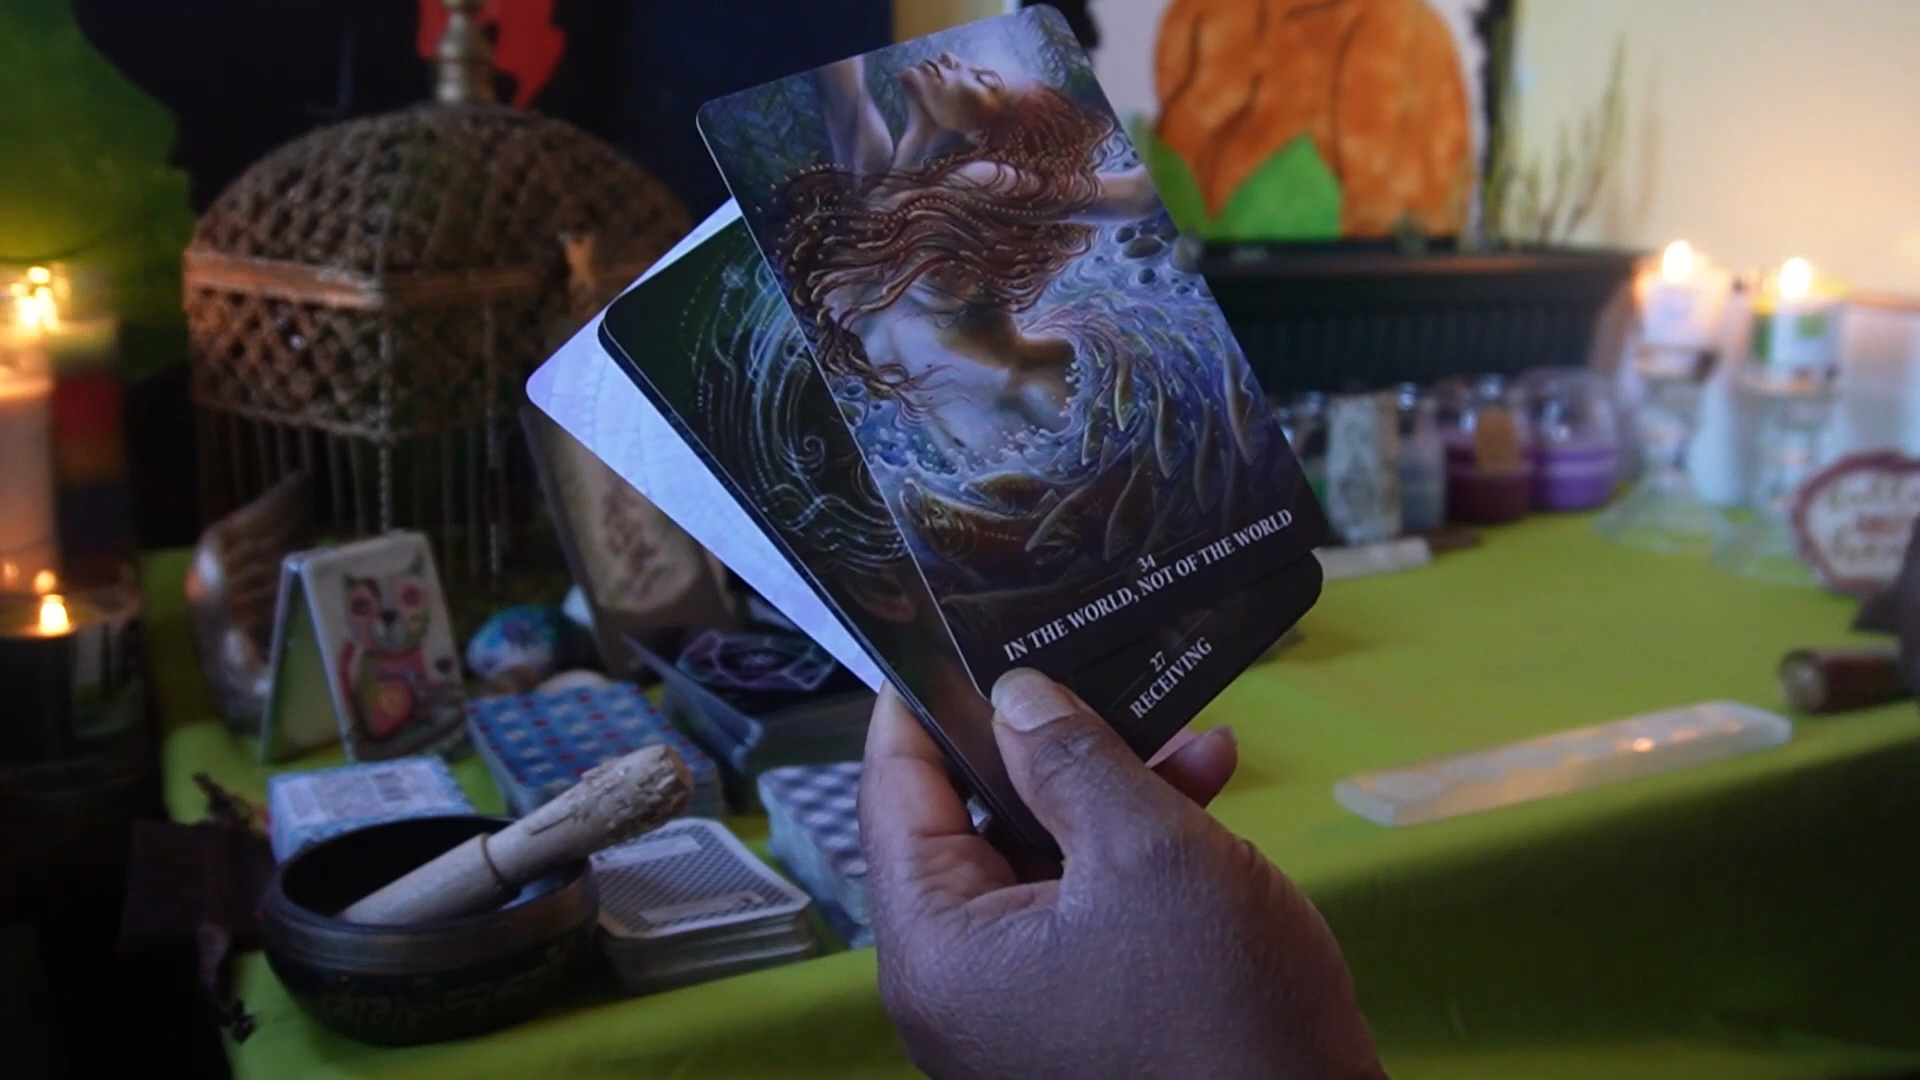 34
IN THE WORLD, NOT OF THE WORLD
27
RECEIVING